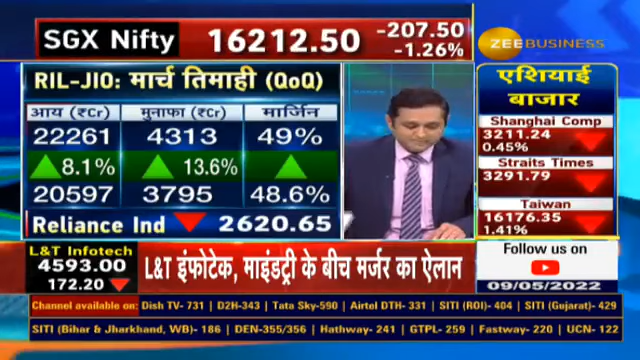 SGX Nifty 16212.50 -207.50
-1.26%
ZEE BUSINESS
RIL-JIO: मार्च तिमाही (QoQ)
आय (₹Cr) मुनाफा (₹Cr) मार्जिन
22261 4313 49%
8.1% 13.6%
20597 3795 48.6%
Reliance Ind 2620.65
एशियाई
बाजार
Shanghai Comp
3211.24
0.45%
Straits Times
3291.79
Taiwan
16176.35
1.41%
L&T Infotech
4593.00
172.20
L&T इंफोटेक, माइंडट्री के बीच मर्जर का ऐलान
Follow us on
09/05/2022
Channel available on: Dish TV- 731 | D2H-343 | Tata Sky-590 | Airtel DTH- 331 | SITI (ROI)- 404 | SITI (Gujarat)- 429
SITI (Bihar & Jharkhand, WB)- 186 | DEN-355/356 | Hathway- 241 | GTPL- 259 | Fastway- 220 | UCN- 122